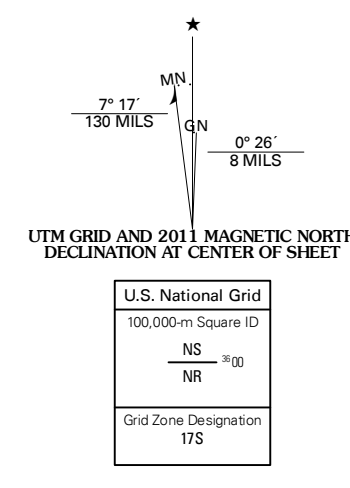 ★
MN.
7° 17´
130 MILS
GN
0° 26´
8 MILS
UTM GRID AND 2011 MAGNETIC NORTH
DECLINATION AT CENTER OF SHEET
U.S. National Grid
100,000-m Square ID
NS
3600
NR
Grid Zone Designation
17S